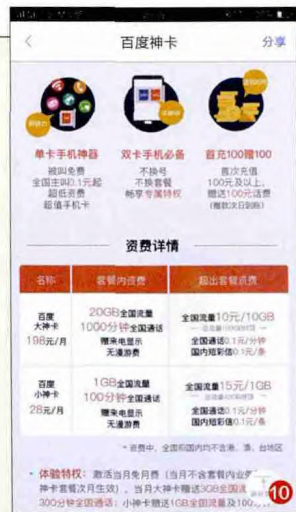 百度神卡
分享
单卡手机神器
双卡手机必备
首充100赠100
被叫免费
全国主叫0.1元起
超低资费
超值手机卡
不换号
不换套餐
畅享专属特权
首次充值
100元及以上,
赠送100元话费
(赠款次日到账)
资费详情
名称
套餐内资费
超出套餐资费
百度
大神卡
198元/月
20GB全国流量
1000分钟全国通话
赠来电显示
无漫游费
全国流量10元/10GB
全国通话0.1元/分钟
国内短彩信0.1元/条
百度
小神卡
28元/月
1GB全国流量
100分钟全国通话
赠来电显示
无漫游费
全国流量15元/1GB
全国通话0.1元/分钟
国内短彩信0.1元/条
*资费中,全国和国内均不含港、澳、台地区
• 体验特权:激活当月免月费(当月不含套餐内业
神卡套餐次月生效),当月大神卡赠送3GB全国流
300分钟全国通话;小神卡赠送1GB全国流量及100
10